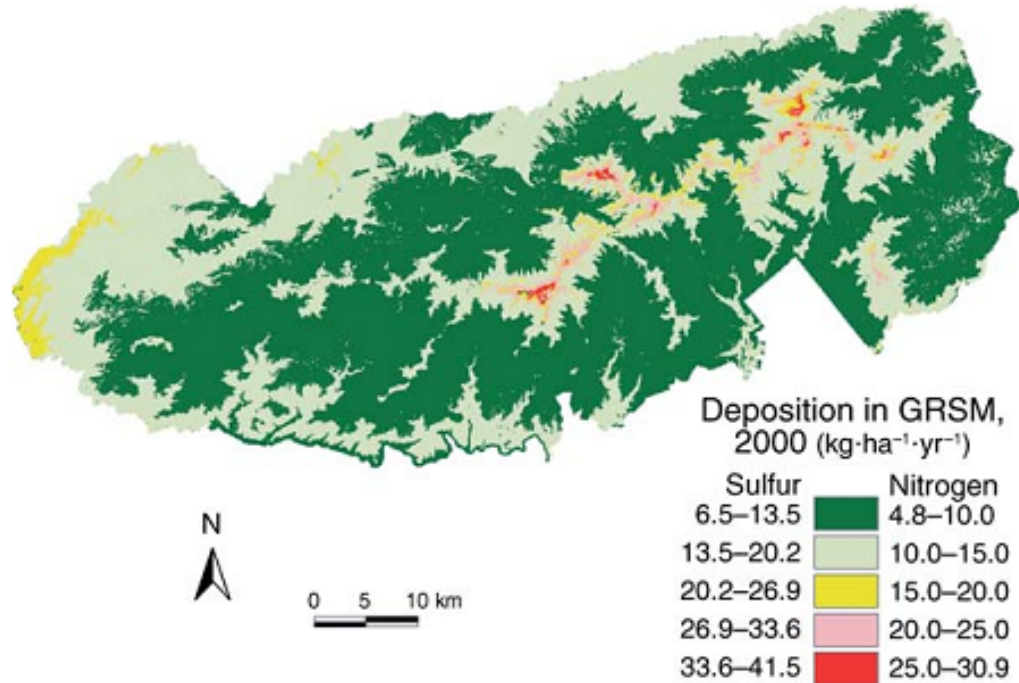 Deposition in GRSM,
2000 (kg·ha⁻¹·yr⁻¹)
Sulfur Nitrogen
6.5–13.5 4.8–10.0
13.5–20.2 10.0–15.0
20.2–26.9 15.0–20.0
26.9–33.6 20.0–25.0
33.6–41.5 25.0–30.9
N
0 5 10 km